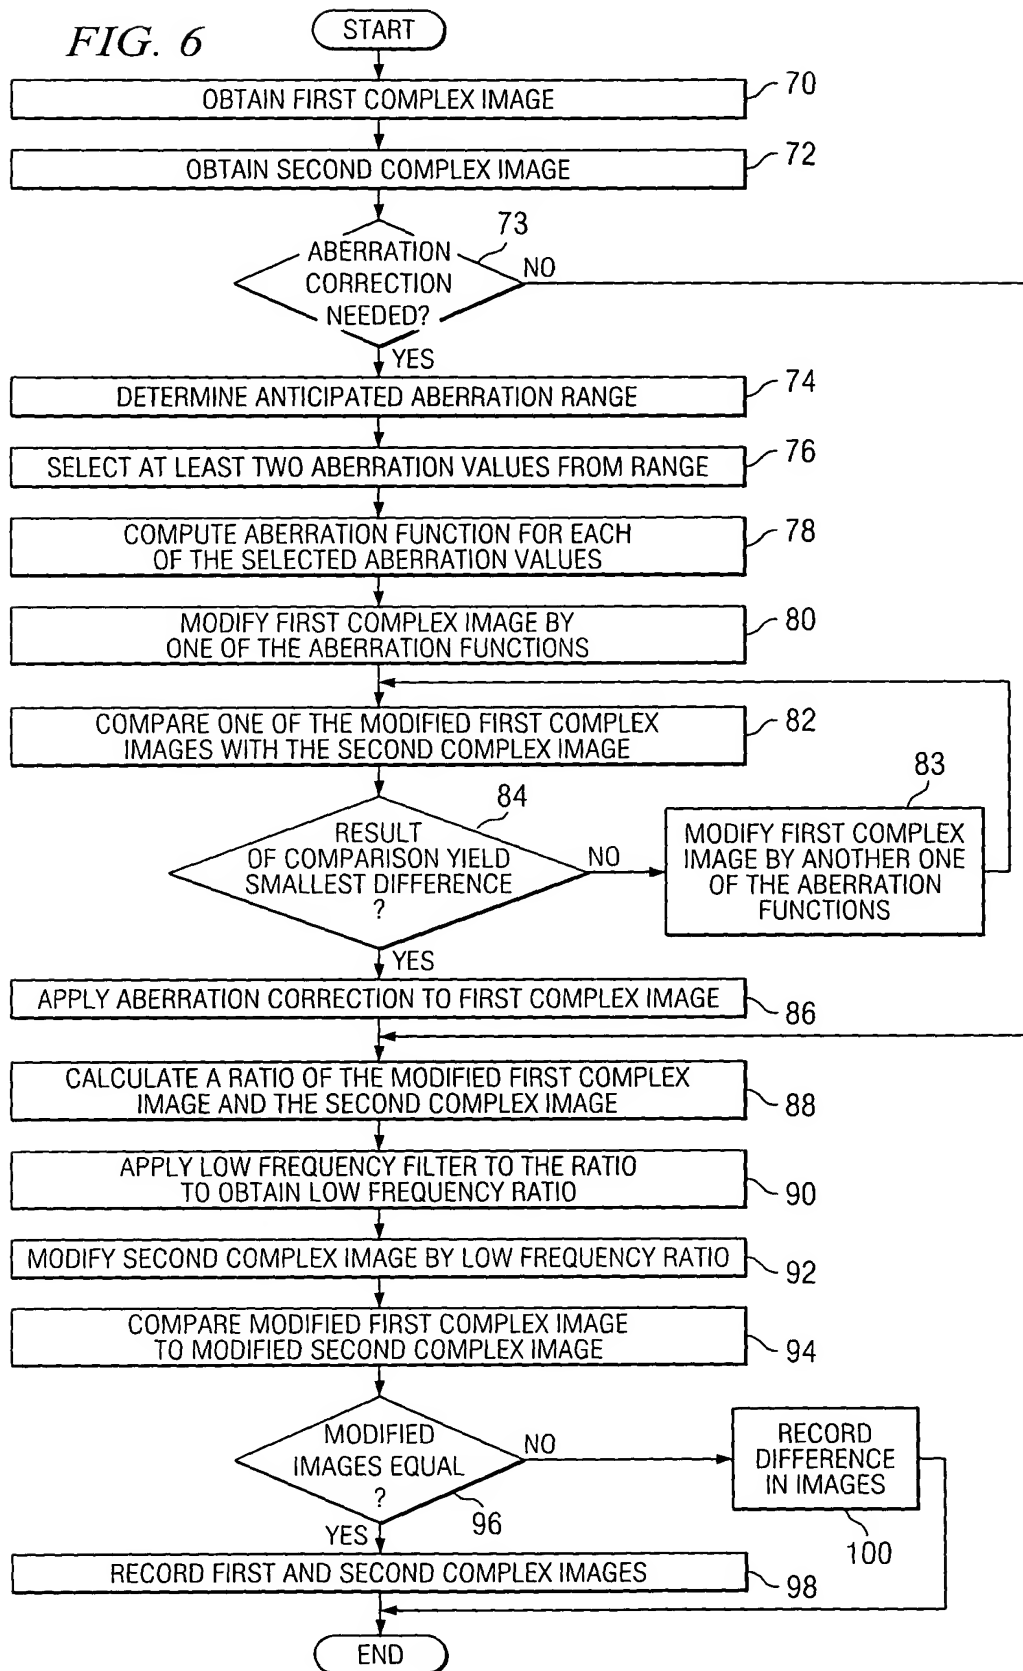 FIG. 6
START
OBTAIN FIRST COMPLEX IMAGE
70
OBTAIN SECOND COMPLEX IMAGE
72
ABERRATION
CORRECTION
NEEDED?
73
NO
YES
DETERMINE ANTICIPATED ABERRATION RANGE
74
SELECT AT LEAST TWO ABERRATION VALUES FROM RANGE
76
COMPUTE ABERRATION FUNCTION FOR EACH
OF THE SELECTED ABERRATION VALUES
78
MODIFY FIRST COMPLEX IMAGE BY
ONE OF THE ABERRATION FUNCTIONS
80
COMPARE ONE OF THE MODIFIED FIRST COMPLEX
IMAGES WITH THE SECOND COMPLEX IMAGE
82
RESULT
OF COMPARISON YIELD
SMALLEST DIFFERENCE
?
84
NO
MODIFY FIRST COMPLEX
IMAGE BY ANOTHER ONE
OF THE ABERRATION
FUNCTIONS
83
YES
APPLY ABERRATION CORRECTION TO FIRST COMPLEX IMAGE
86
CALCULATE A RATIO OF THE MODIFIED FIRST COMPLEX
IMAGE AND THE SECOND COMPLEX IMAGE
88
APPLY LOW FREQUENCY FILTER TO THE RATIO
TO OBTAIN LOW FREQUENCY RATIO
90
MODIFY SECOND COMPLEX IMAGE BY LOW FREQUENCY RATIO
92
COMPARE MODIFIED FIRST COMPLEX IMAGE
TO MODIFIED SECOND COMPLEX IMAGE
94
MODIFIED
IMAGES EQUAL
?
96
NO
RECORD
DIFFERENCE
IN IMAGES
100
YES
RECORD FIRST AND SECOND COMPLEX IMAGES
98
END